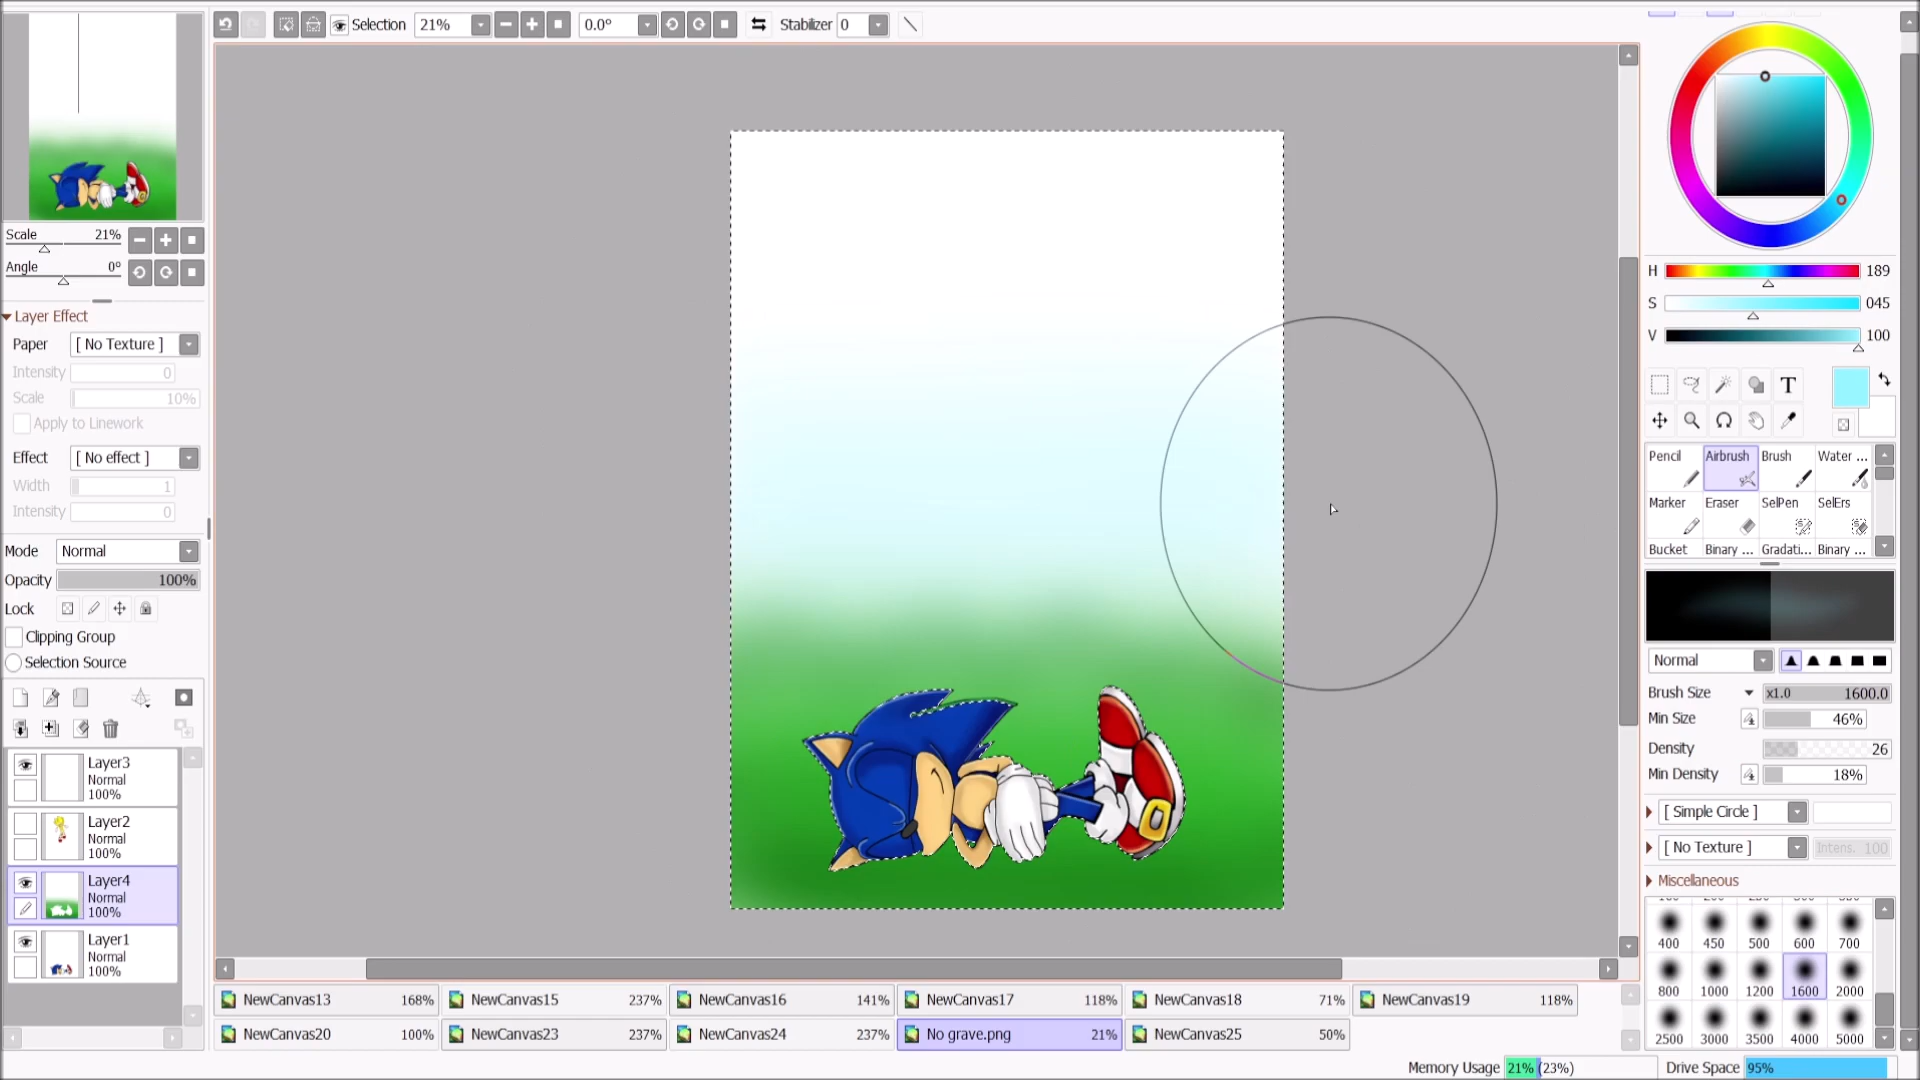 Selection 21% 0.0° Stabilizer 0
Scale 21%
Angle 0°
Layer Effect
Paper [ No Texture ]
Intensity 0
Scale 10%
Apply to Linework
Effect [ No effect ]
Width 1
Intensity 0
Mode Normal
Opacity 100%
Lock
Clipping Group
Selection Source
Layer3
Normal
100%
Layer2
Normal
100%
Layer4
Normal
100%
Layer1
Normal
100%
NewCanvas13 168% NewCanvas15 237% NewCanvas16 141% NewCanvas17 118% NewCanvas18 71% NewCanvas19 118%
NewCanvas20 100% NewCanvas23 237% NewCanvas24 237% No grave.png 21% NewCanvas25 50%
H 189
S 045
V 100
T
Pencil Airbrush Brush Water ...
Marker Eraser SelPen SelErs
Bucket Binary ... Gradati... Binary ...
Normal
Brush Size x1.0 1600.0
Min Size 46%
Density 26
Min Density 18%
[ Simple Circle ]
[ No Texture ] Intens. 100
Miscellaneous
400 450 500 600 700
800 1000 1200 1600 2000
2500 3000 3500 4000 5000
Memory Usage 21% (23%) Drive Space 95%